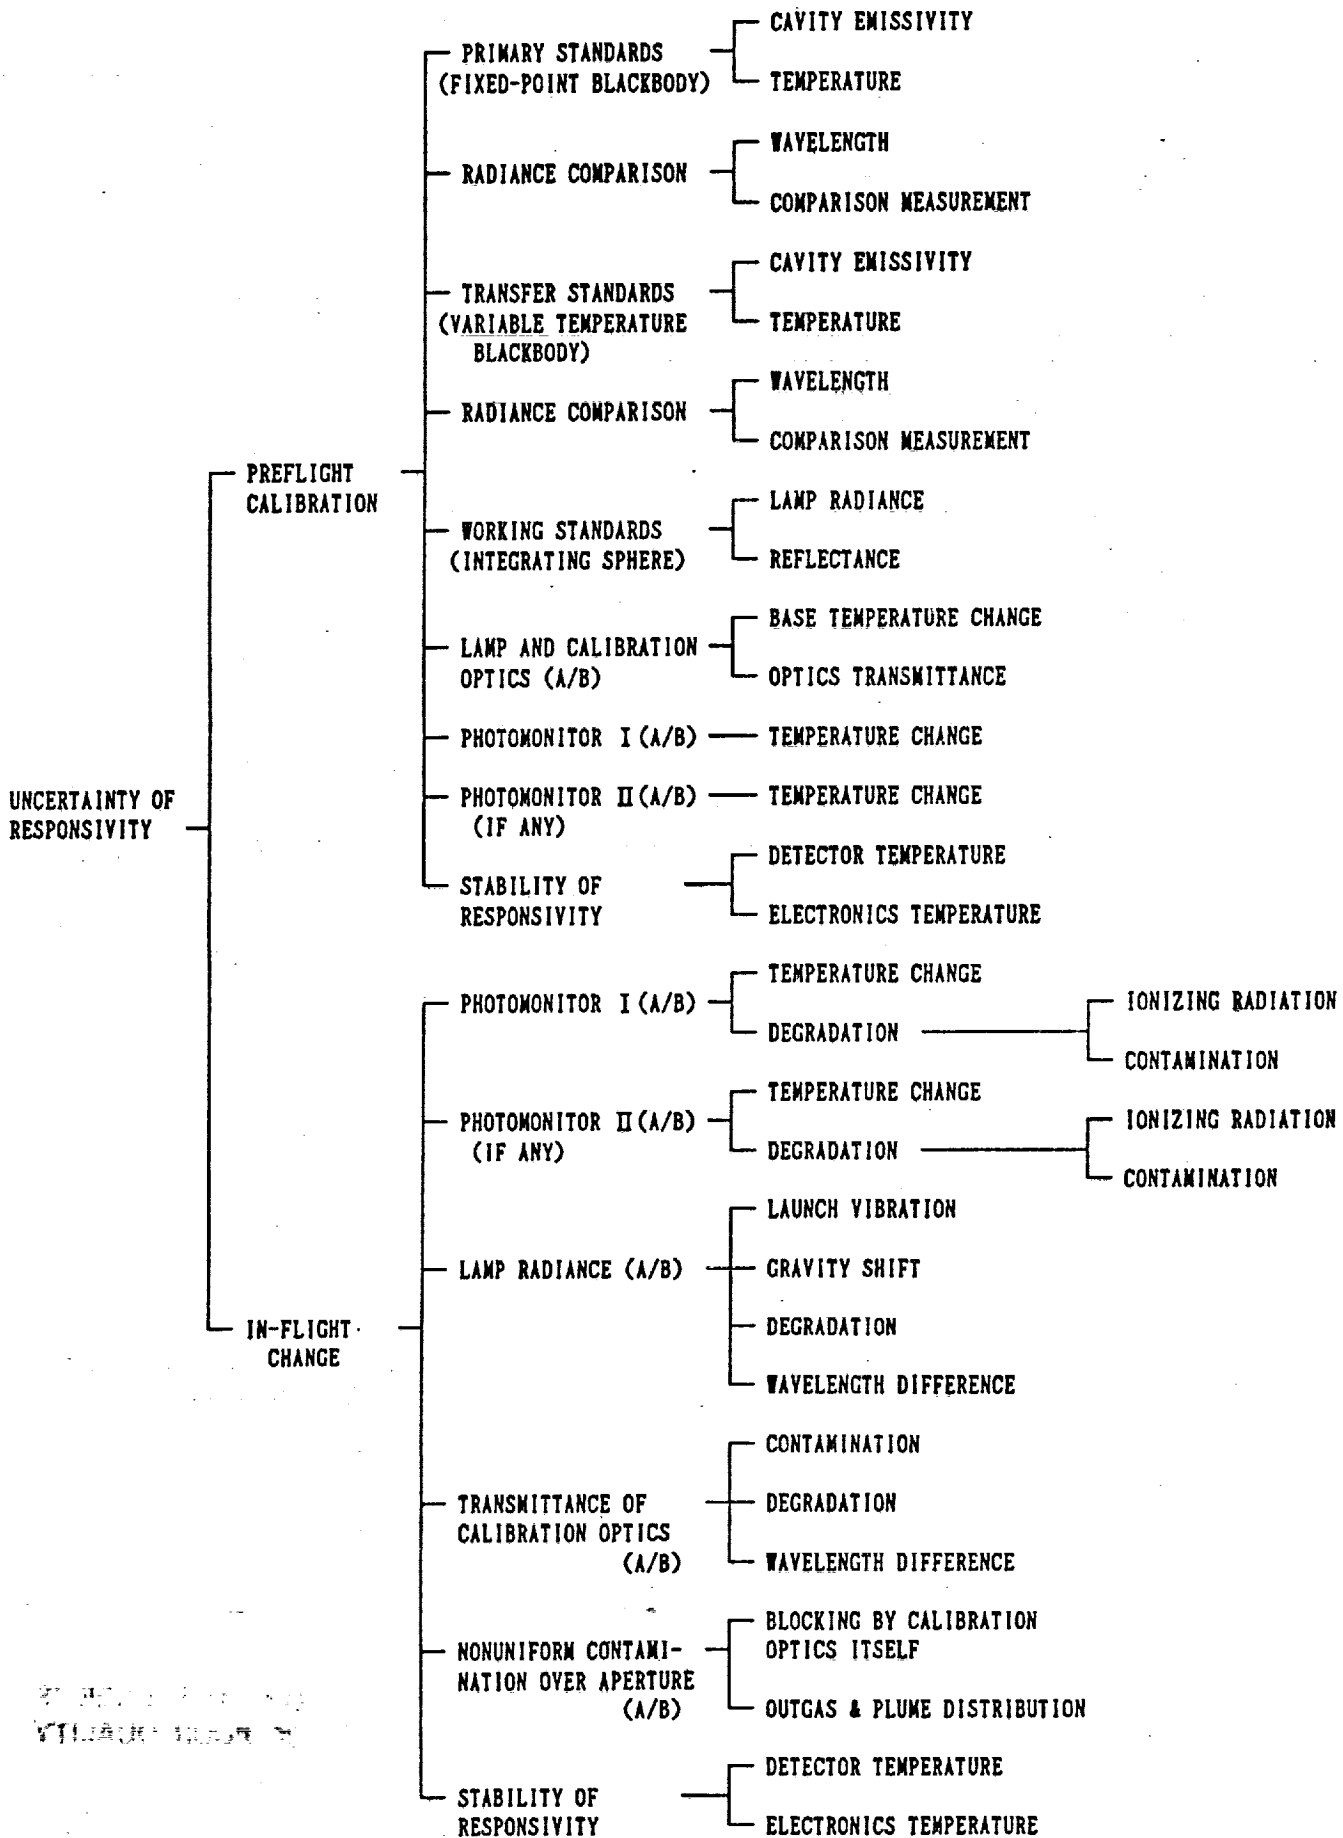 CAVITY EMISSIVITY
PRIMARY STANDARDS
(FIXED-POINT BLACKBODY)
TEMPERATURE
WAVELENGTH
RADIANCE COMPARISON
COMPARISON MEASUREMENT
CAVITY EMISSIVITY
TRANSFER STANDARDS
(VARIABLE TEMPERATURE
BLACKBODY)
TEMPERATURE
WAVELENGTH
RADIANCE COMPARISON
COMPARISON MEASUREMENT
PREFLIGHT
CALIBRATION
LAMP RADIANCE
WORKING STANDARDS
(INTEGRATING SPHERE)
REFLECTANCE
BASE TEMPERATURE CHANGE
LAMP AND CALIBRATION
OPTICS (A/B)
OPTICS TRANSMITTANCE
PHOTOMONITOR I (A/B)
TEMPERATURE CHANGE
UNCERTAINTY OF
RESPONSIVITY
PHOTOMONITOR II (A/B)
(IF ANY)
TEMPERATURE CHANGE
DETECTOR TEMPERATURE
STABILITY OF
RESPONSIVITY
ELECTRONICS TEMPERATURE
TEMPERATURE CHANGE
PHOTOMONITOR I (A/B)
DEGRADATION
IONIZING RADIATION
CONTAMINATION
TEMPERATURE CHANGE
PHOTOMONITOR II (A/B)
(IF ANY)
DEGRADATION
IONIZING RADIATION
CONTAMINATION
LAUNCH VIBRATION
LAMP RADIANCE (A/B)
GRAVITY SHIFT
DEGRADATION
IN-FLIGHT
CHANGE
WAVELENGTH DIFFERENCE
CONTAMINATION
TRANSMITTANCE OF
CALIBRATION OPTICS
(A/B)
DEGRADATION
WAVELENGTH DIFFERENCE
BLOCKING BY CALIBRATION
OPTICS ITSELF
NONUNIFORM CONTAMI-
NATION OVER APERTURE
(A/B)
OUTGAS & PLUME DISTRIBUTION
DETECTOR TEMPERATURE
STABILITY OF
RESPONSIVITY
ELECTRONICS TEMPERATURE